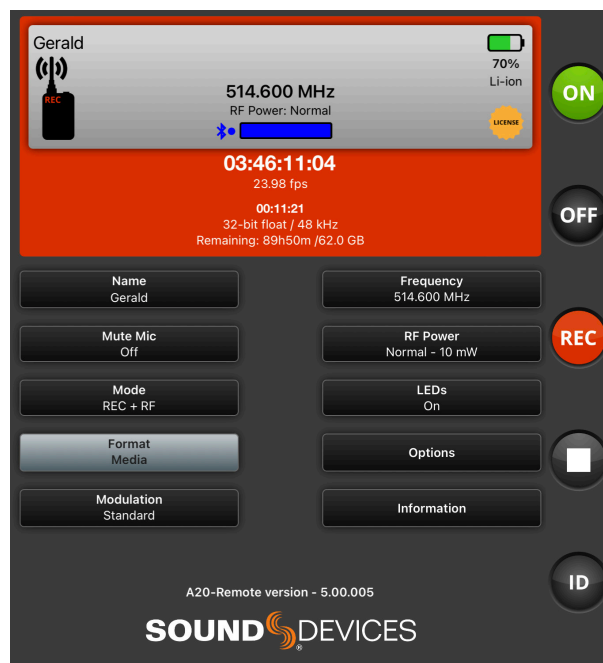 Gerald
REC
70%
Li-ion
514.600 MHz
RF Power: Normal
LICENSE
03:46:11:04
23.98 fps
00:11:21
32-bit float / 48 kHz
Remaining: 89h50m /62.0 GB
ON
OFF
REC
ID
Name
Gerald
Frequency
514.600 MHz
Mute Mic
Off
RF Power
Normal - 10 mW
Mode
REC + RF
LEDs
On
Format
Media
Options
Modulation
Standard
Information
A20-Remote version - 5.00.005
SOUND DEVICES
®